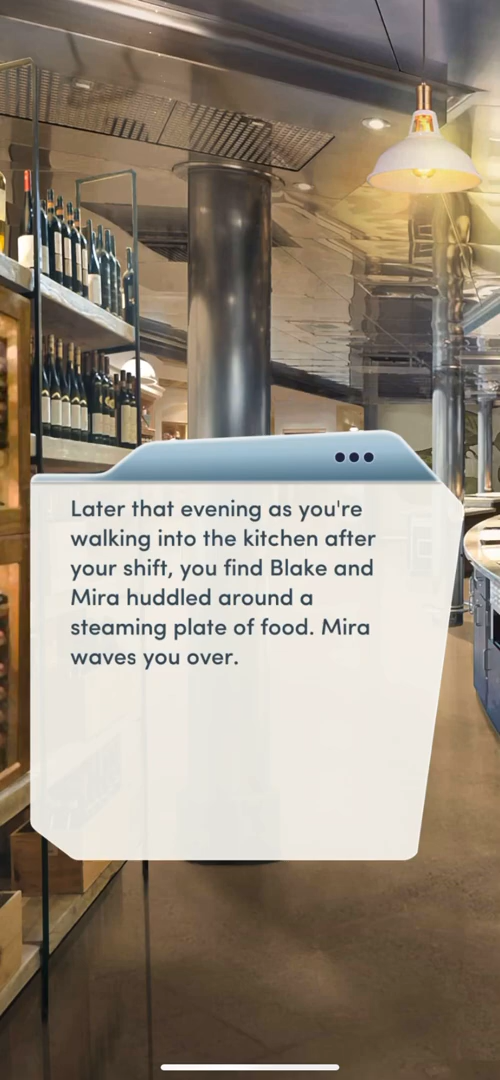 Later that evening as you're
walking into the kitchen after
your shift, you find Blake and
Mira huddled around a
steaming plate of food. Mira
waves you over.